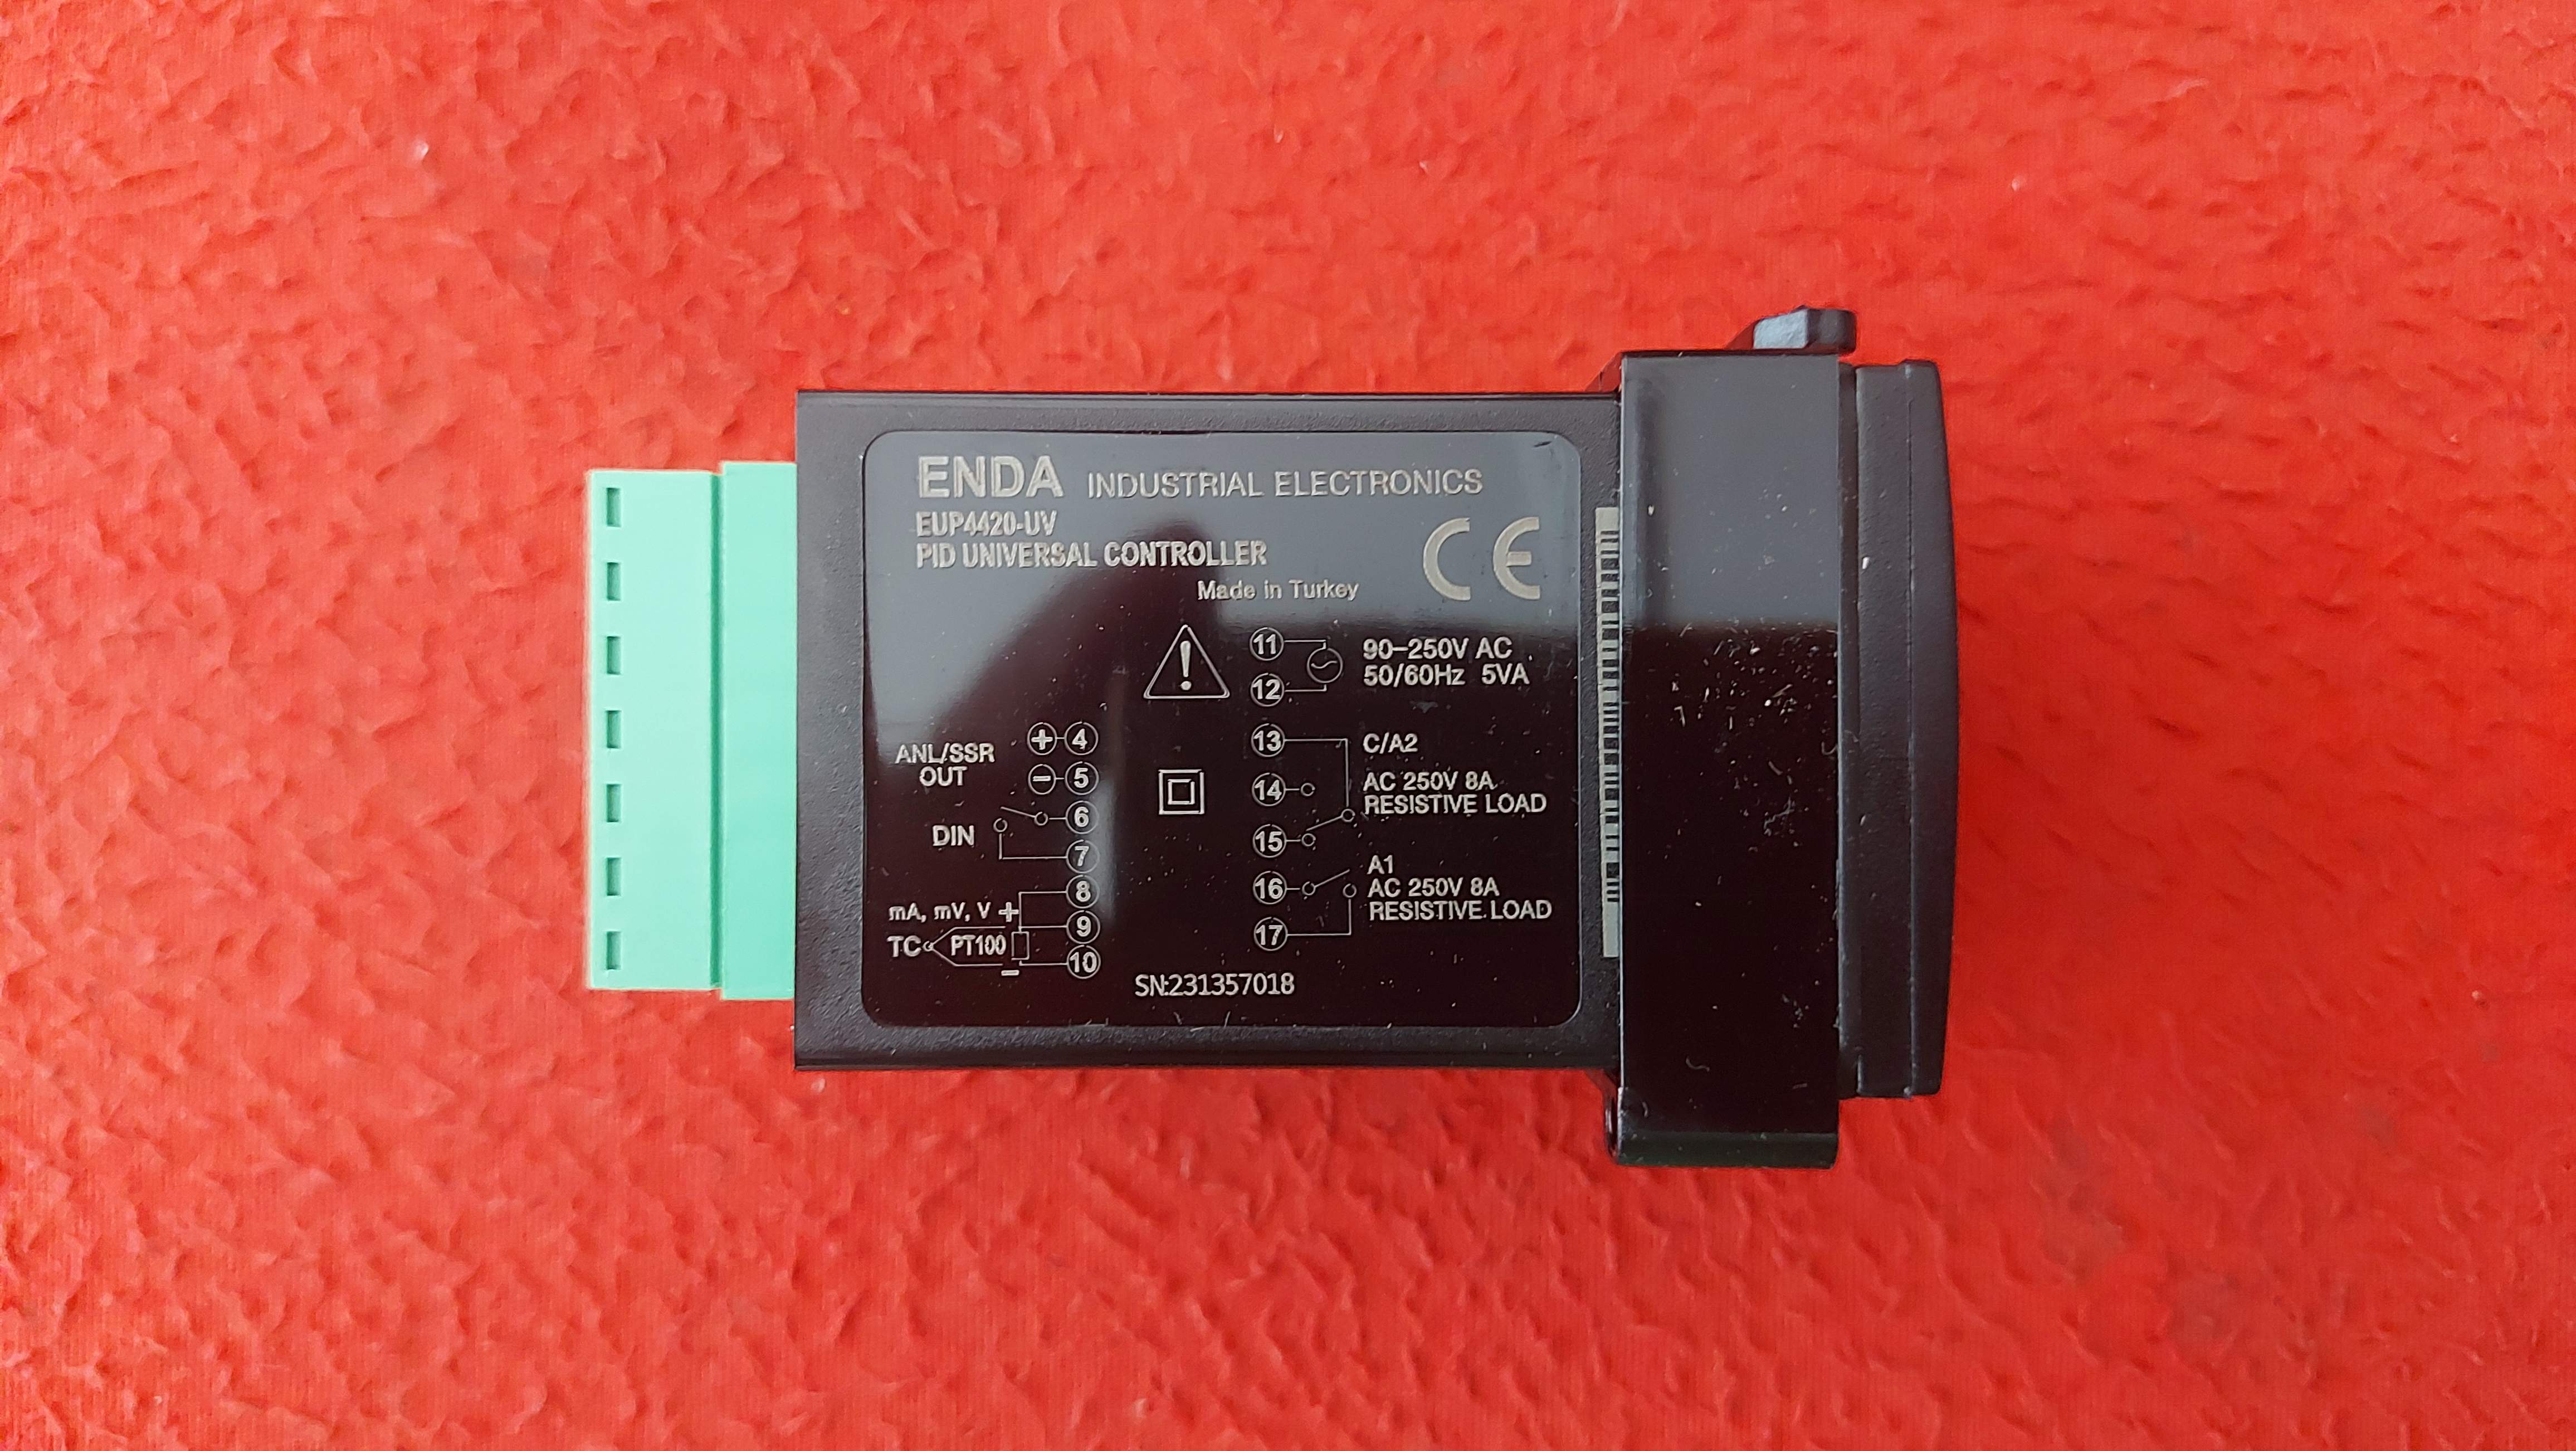 ENDA INDUSTRIAL ELECTRONICS
EUP4420-UV
PID UNIVERSAL CONTROLLER
CE
Made in Turkey
11 90-250V AC
12 50/60Hz 5VA
ANL/SSR OUT
+ 4
- 5
DIN
6
7
8
mA, mV, V +
9
TC PT100
- 10
13 C/A2
14 AC 250V 8A
RESISTIVE LOAD
15
A1
16 AC 250V 8A
RESISTIVE LOAD
17
SN:231357018